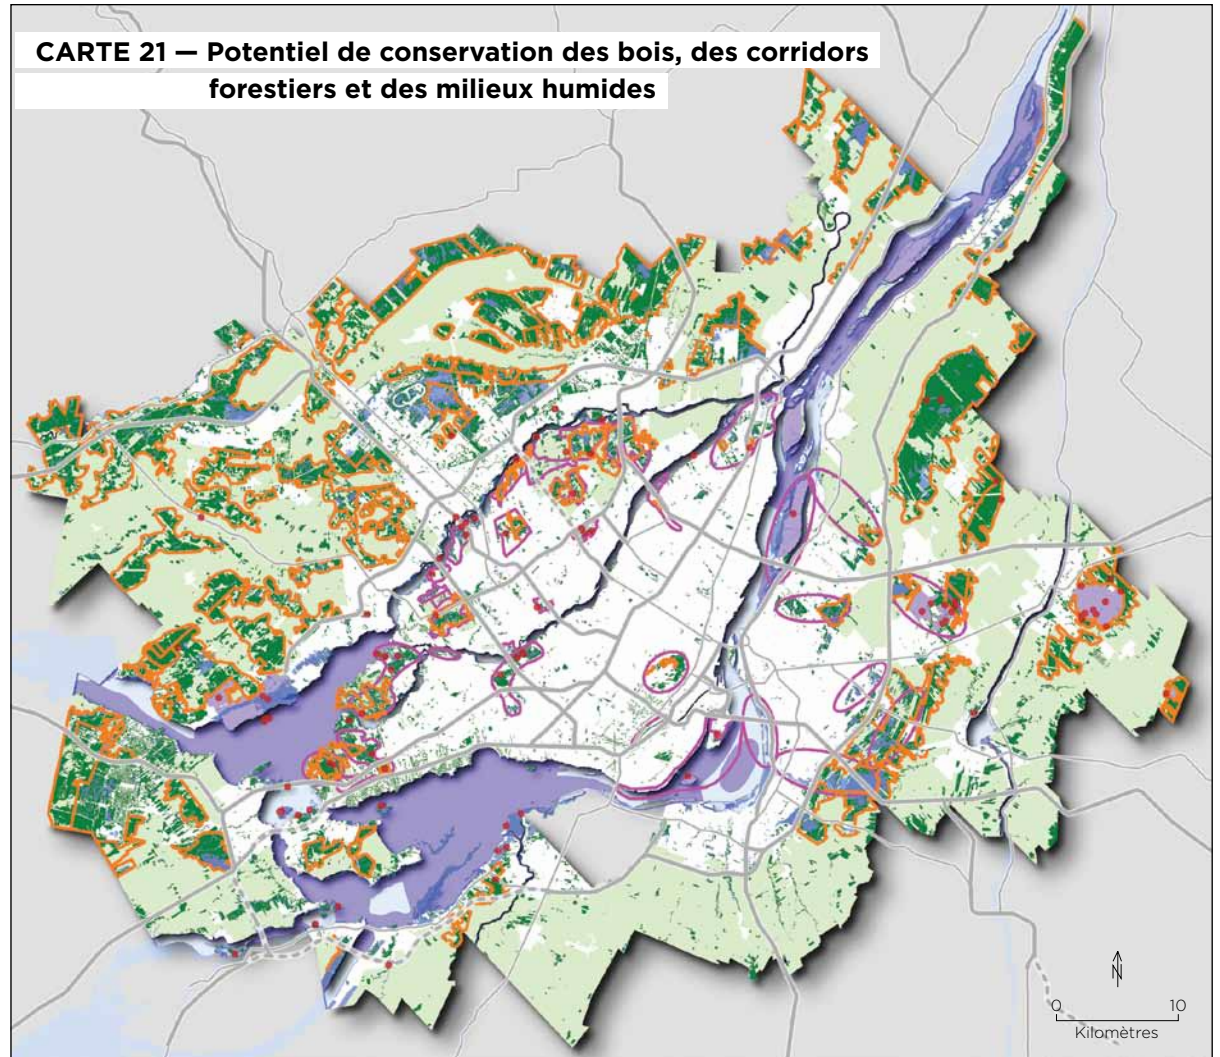 CARTE 21 — Potentiel de conservation des bois, des corridors
forestiers et des milieux humides
N
0 10
Kilomètres